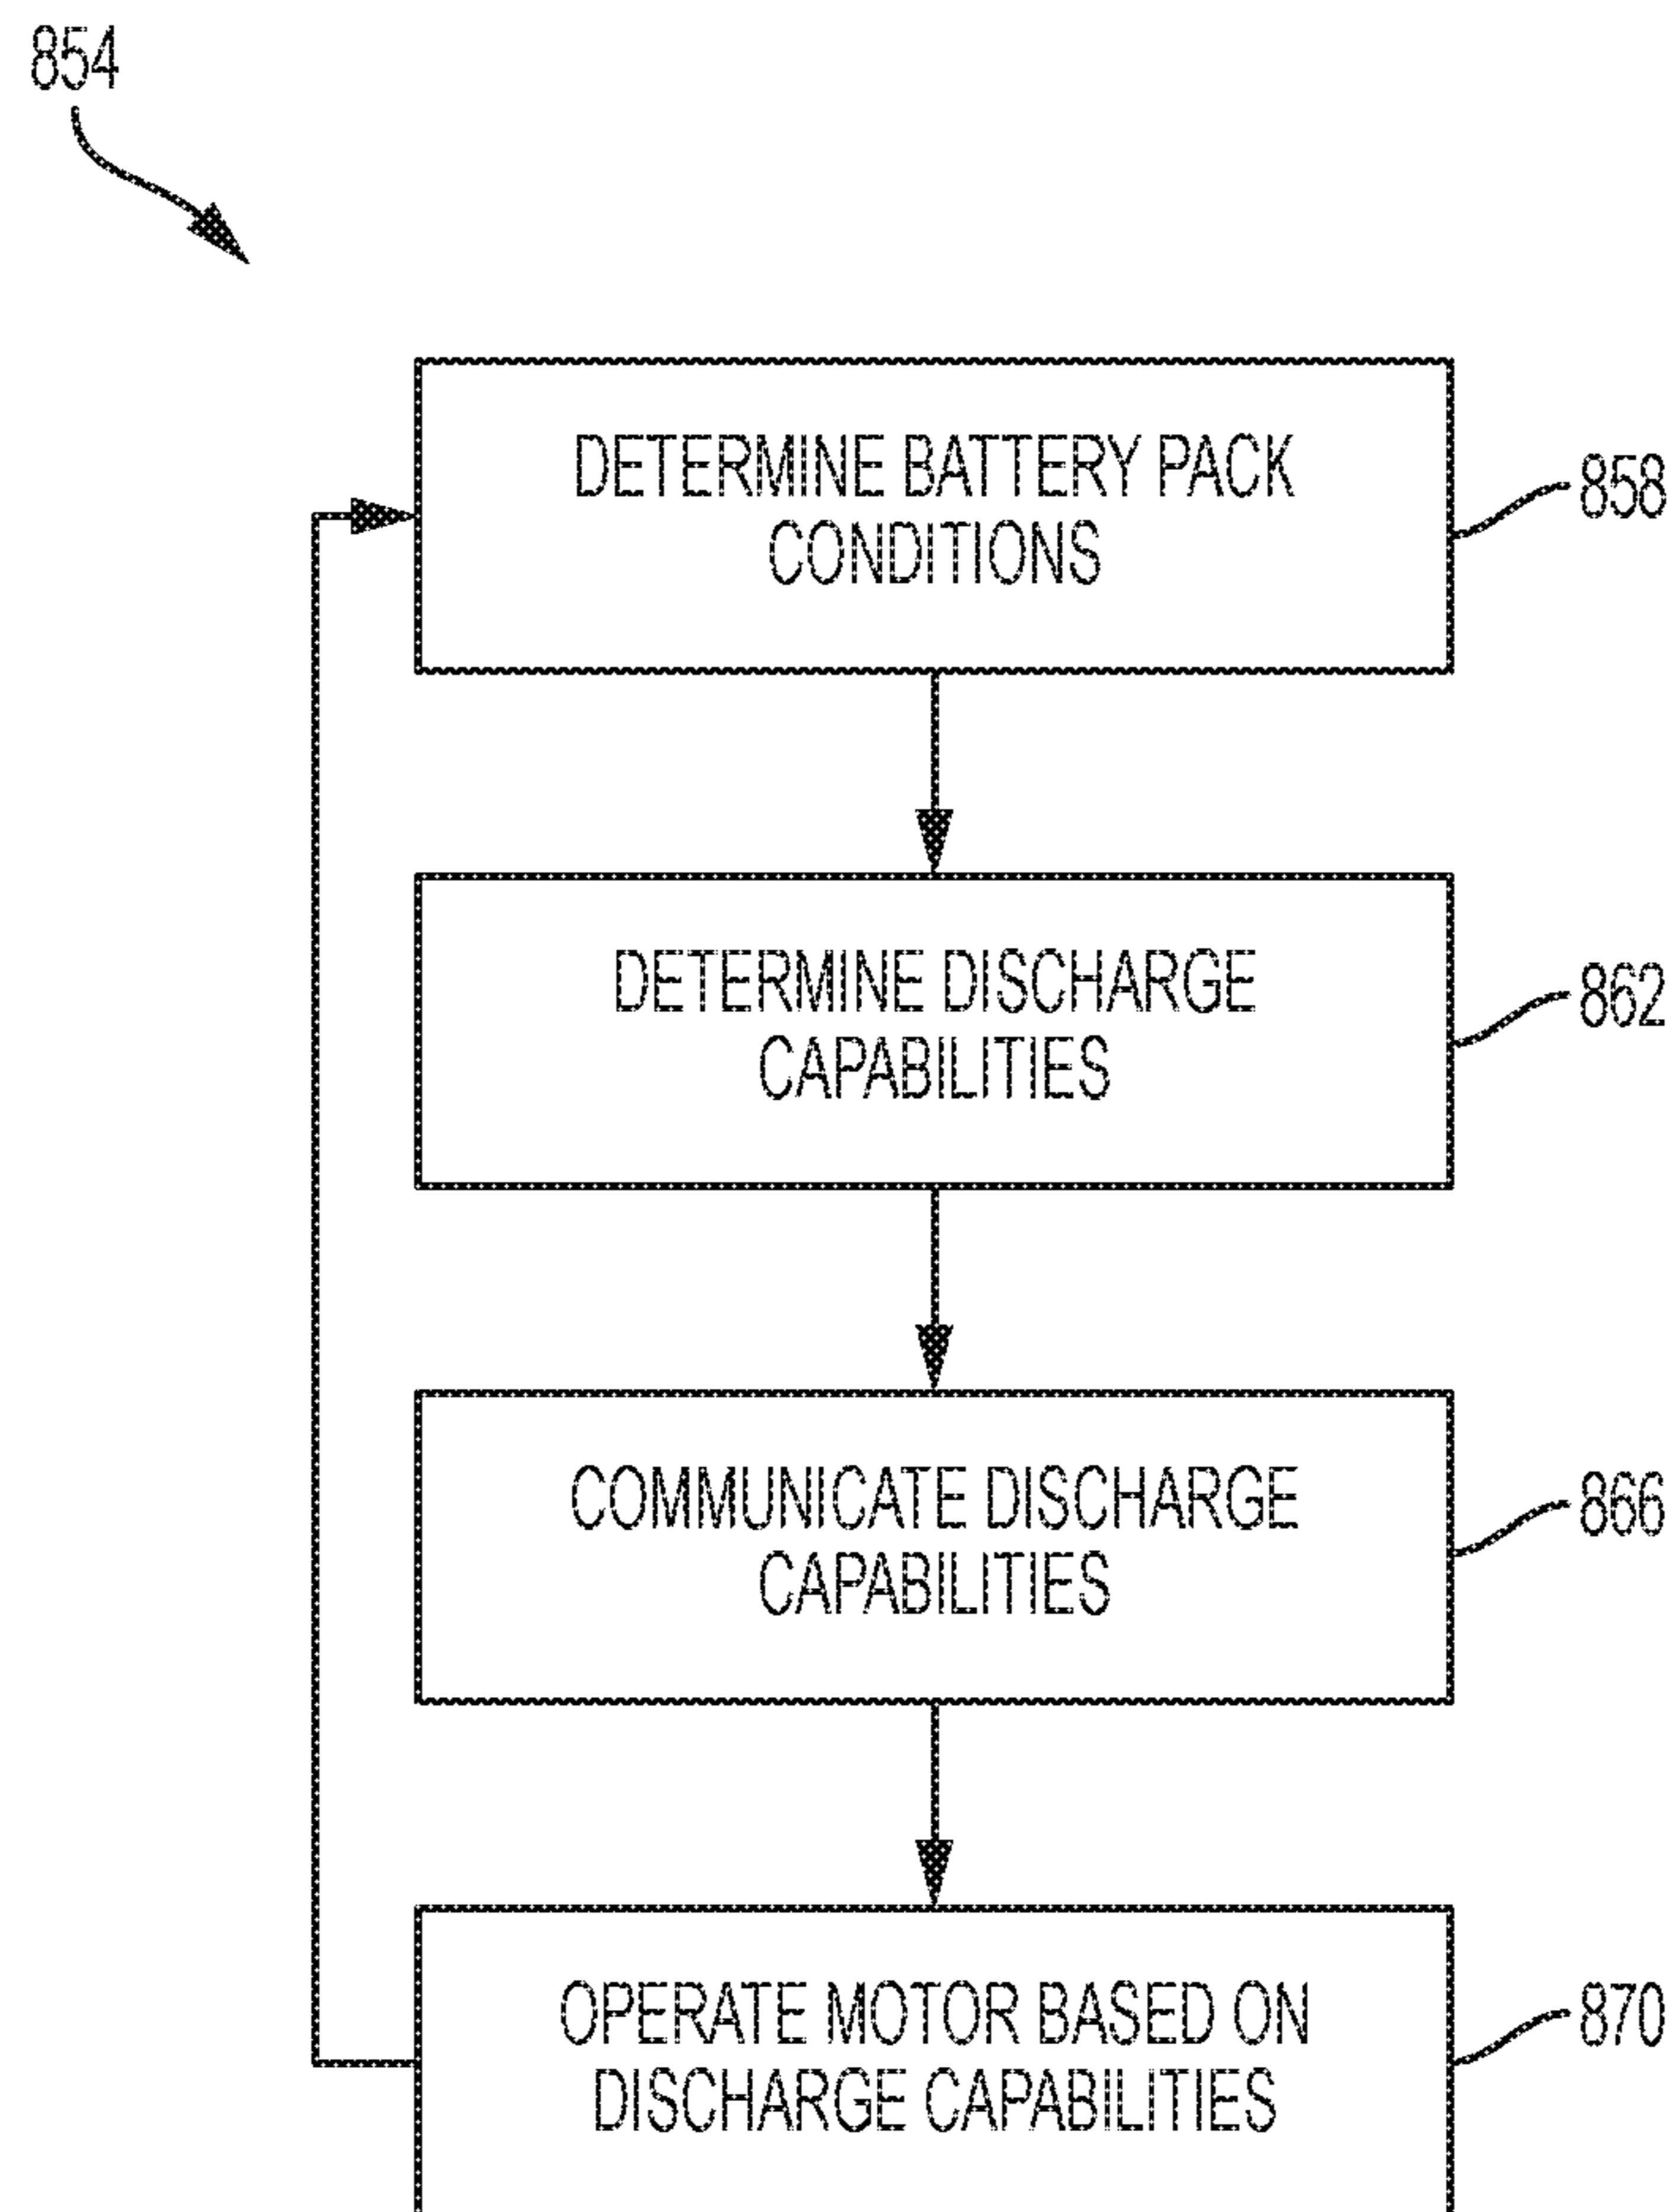 854
DETERMINE BATTERY PACK
CONDITIONS
858
DETERMINE DISCHARGE
CAPABILITIES
862
COMMUNICATE DISCHARGE
CAPABILITIES
866
OPERATE MOTOR BASED ON
DISCHARGE CAPABILITIES
870